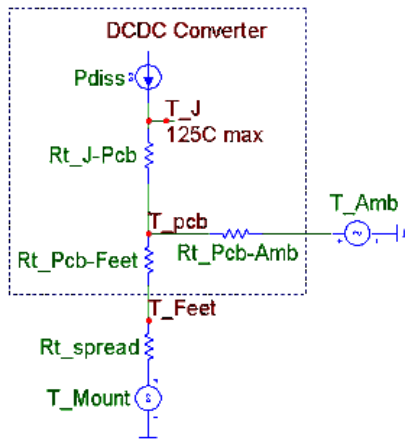 DCDC Converter
Pdiss
T_J
125C max
Rt_J-Pcb
T_pcb
T_Amb
Rt_Pcb-Feet
Rt_Pcb-Amb
T_Feet
Rt_spread
T_Mount